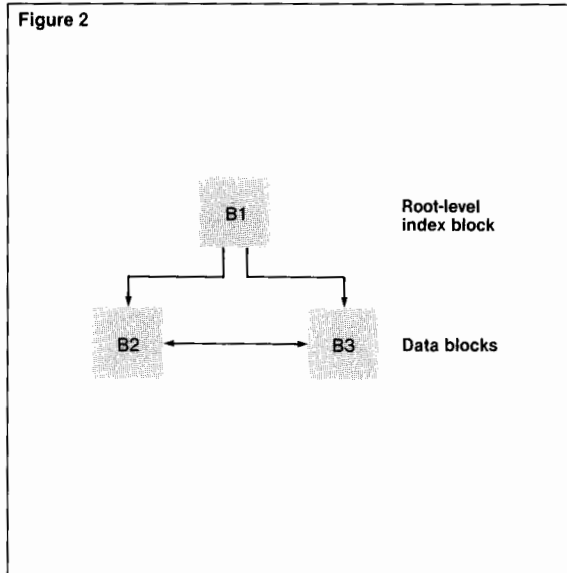 Figure 2
B1
Root-level
index block
B2
B3
Data blocks